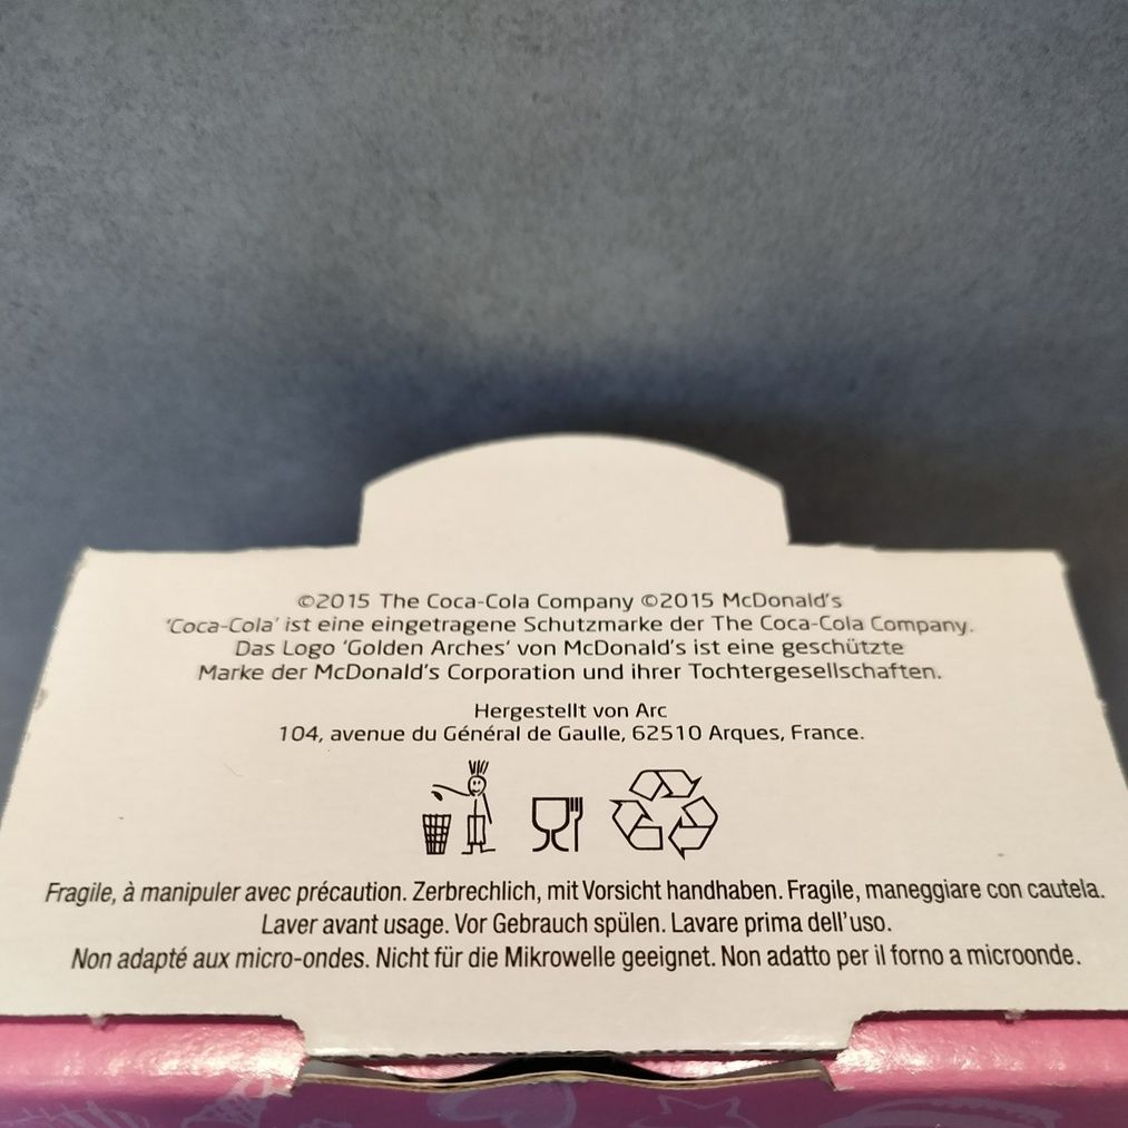 ©2015 The Coca-Cola Company ©2015 McDonald's
'Coca-Cola' ist eine eingetragene Schutzmarke der The Coca-Cola Company.
Das Logo 'Golden Arches' von McDonald's ist eine geschützte
Marke der McDonald's Corporation und ihrer Tochtergesellschaften.
Hergestellt von Arc
104, avenue du Général de Gaulle, 62510 Arques, France.
Fragile, à manipuler avec précaution. Zerbrechlich, mit Vorsicht handhaben. Fragile, maneggiare con cautela.
Laver avant usage. Vor Gebrauch spülen. Lavare prima dell'uso.
Non adapté aux micro-ondes. Nicht für die Mikrowelle geeignet. Non adatto per il forno a microonde.